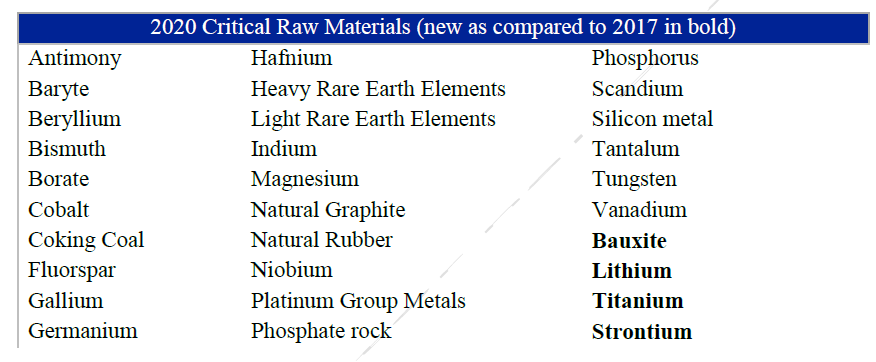 2020 Critical Raw Materials (new as compared to 2017 in bold)
Antimony Hafnium Phosphorus
Baryte Heavy Rare Earth Elements Scandium
Beryllium Light Rare Earth Elements Silicon metal
Bismuth Indium Tantalum
Borate Magnesium Tungsten
Cobalt Natural Graphite Vanadium
Coking Coal Natural Rubber Bauxite
Fluorspar Niobium Lithium
Gallium Platinum Group Metals Titanium
Germanium Phosphate rock Strontium